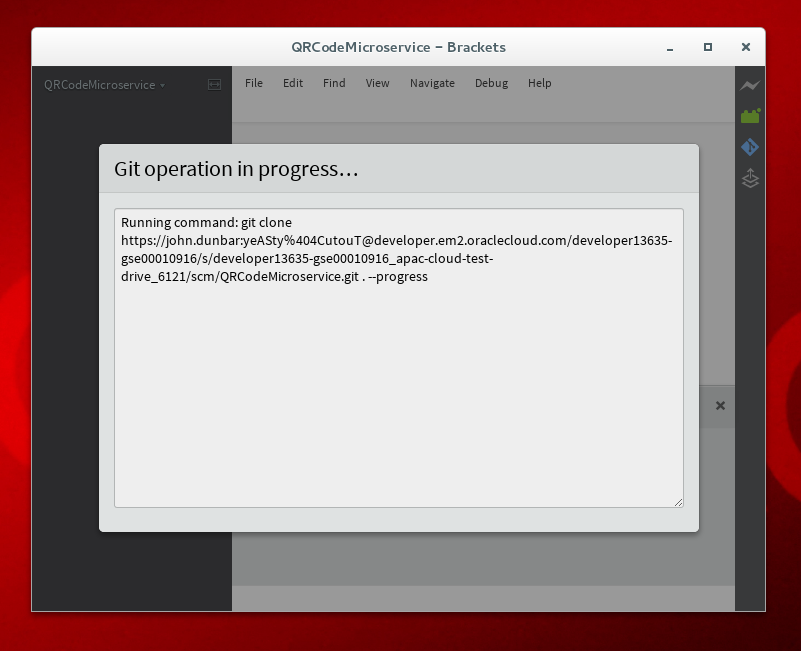 QRCodeMicroservice – Brackets
QRCodeMicroservice
File Edit Find View Navigate Debug Help
Git operation in progress…
Running command: git clone
https://john.dunbar:yeASty%404CutouT@developer.em2.oraclecloud.com/developer13635-
gse00010916/s/developer13635-gse00010916_apac-cloud-test-
drive_6121/scm/QRCodeMicroservice.git . --progress